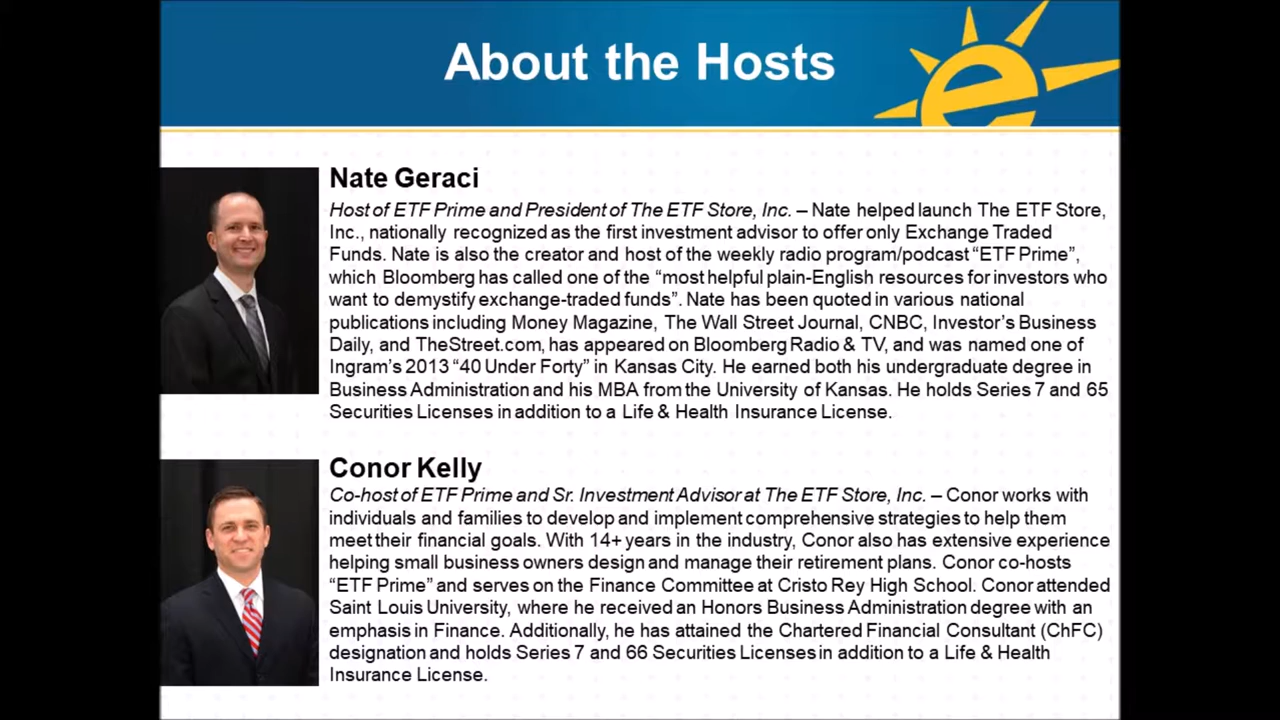 About the Hosts
Nate Geraci
Host of ETF Prime and President of The ETF Store, Inc. – Nate helped launch The ETF Store,
Inc., nationally recognized as the first investment advisor to offer only Exchange Traded
Funds. Nate is also the creator and host of the weekly radio program/podcast “ETF Prime”,
which Bloomberg has called one of the “most helpful plain-English resources for investors who
want to demystify exchange-traded funds”. Nate has been quoted in various national
publications including Money Magazine, The Wall Street Journal, CNBC, Investor’s Business
Daily, and TheStreet.com, has appeared on Bloomberg Radio & TV, and was named one of
Ingram’s 2013 “40 Under Forty” in Kansas City. He earned both his undergraduate degree in
Business Administration and his MBA from the University of Kansas. He holds Series 7 and 65
Securities Licenses in addition to a Life & Health Insurance License.
Conor Kelly
Co-host of ETF Prime and Sr. Investment Advisor at The ETF Store, Inc. – Conor works with
individuals and families to develop and implement comprehensive strategies to help them
meet their financial goals. With 14+ years in the industry, Conor also has extensive experience
helping small business owners design and manage their retirement plans. Conor co-hosts
“ETF Prime” and serves on the Finance Committee at Cristo Rey High School. Conor attended
Saint Louis University, where he received an Honors Business Administration degree with an
emphasis in Finance. Additionally, he has attained the Chartered Financial Consultant (ChFC)
designation and holds Series 7 and 66 Securities Licenses in addition to a Life & Health
Insurance License.